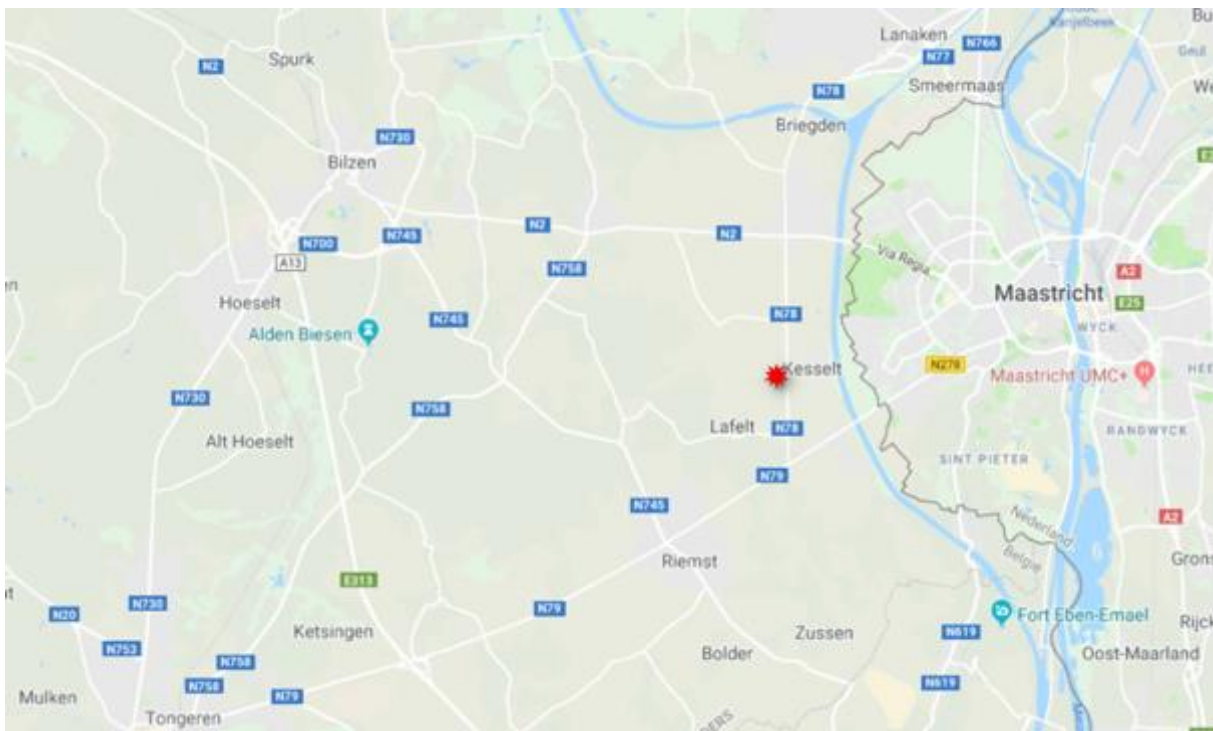 Kanjelbeek
Bu
Lanaken
N766
Geul
Spurk
N77
N2
Smeermaas
We
N78
Briegden
N730
Bilzen
N2
N745
N2
N700
Via Regia...
A13
N758
A2
Maastricht
Hoeselt
E25
N78
N745
WYCK
Alden Biesen
Kesselt
N278
Maastricht UMC+
H
HEE
N730
N758
Lafelt
N78
RANDWYCK
Alt Hoeselt
SINT PIETER
N79
N745
A2
Nederland
België
Riemst
Gron
E313
N730
N79
N20
Fort Eben-Emael
Rijck
Ketsingen
Zussen
N619
N753
Bolder
Oost-Maarland
N758
N758
N619
Mulken
N79
Tongeren